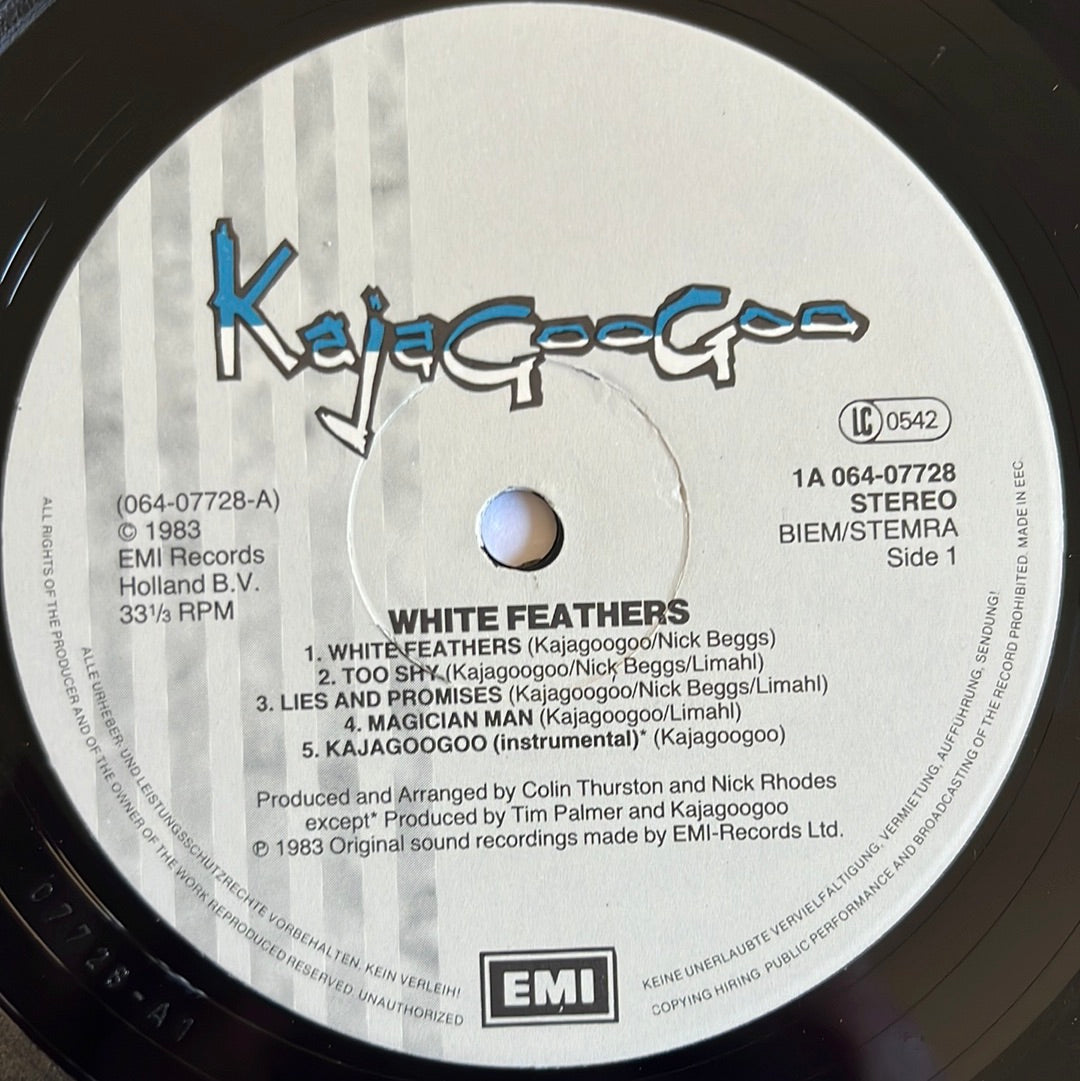 KajaGooGoo
LC 0542
(064-07728-A)
© 1983
EMI Records
Holland B.V.
33⅓ RPM
1A 064-07728
STEREO
BIEM/STEMRA
Side 1
WHITE FEATHERS
1. WHITE FEATHERS (Kajagoogoo/Nick Beggs)
2. TOO SHY (Kajagoogoo/Nick Beggs/Limahl)
3. LIES AND PROMISES (Kajagoogoo/Nick Beggs/Limahl)
4. MAGICIAN MAN (Kajagoogoo/Limahl)
5. KAJAGOOGOO (instrumental)* (Kajagoogoo)
Produced and Arranged by Colin Thurston and Nick Rhodes
except* Produced by Tim Palmer and Kajagoogoo
℗ 1983 Original sound recordings made by EMI-Records Ltd.
ALLE URHEBER- UND LEISTUNGSSCHUTZRECHTE VORBEHALTEN. KEIN VERLEIH! KEINE UNERLAUBTE VERVIELFÄLTIGUNG, VERMIETUNG, AUFFÜHRUNG, SENDUNG!
ALL RIGHTS OF THE PRODUCER AND OF THE OWNER OF THE WORK REPRODUCED RESERVED. UNAUTHORIZED COPYING HIRING PUBLIC PERFORMANCE AND BROADCASTING OF THE RECORD PROHIBITED. MADE IN EEC.
EMI
07728-A1